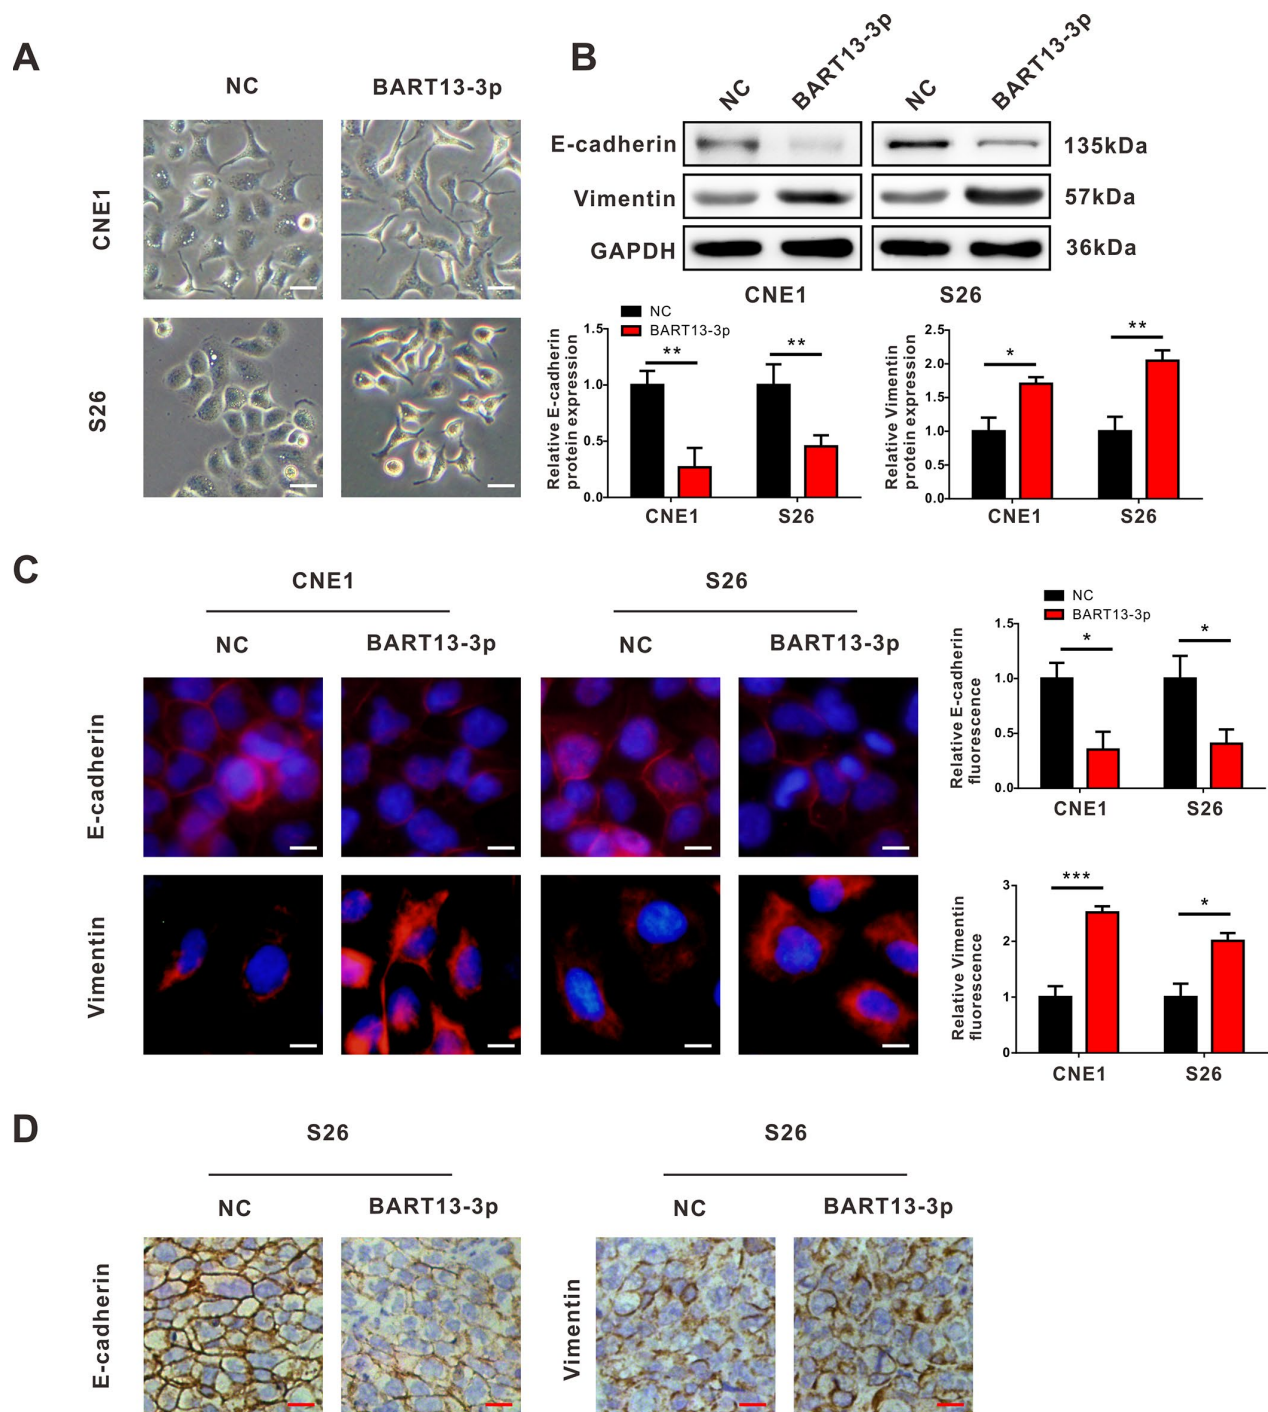 A
NC
BART13-3p
CNE1
S26
B
NC
BART13-3p
NC
BART13-3p
E-cadherin
135kDa
Vimentin
57kDa
GAPDH
36kDa
CNE1
S26
NC
BART13-3p
Relative E-cadherin
protein expression
1.5
1.0
0.5
0.0
**
**
CNE1
S26
Relative Vimentin
protein expression
2.5
2.0
1.5
1.0
0.5
0.0
*
**
CNE1
S26
C
CNE1
S26
NC
BART13-3p
NC
BART13-3p
E-cadherin
Vimentin
NC
BART13-3p
Relative E-cadherin
fluorescence
1.5
1.0
0.5
0.0
*
*
CNE1
S26
Relative Vimentin
fluorescence
3
2
1
0
***
*
CNE1
S26
D
S26
S26
NC
BART13-3p
NC
BART13-3p
E-cadherin
Vimentin